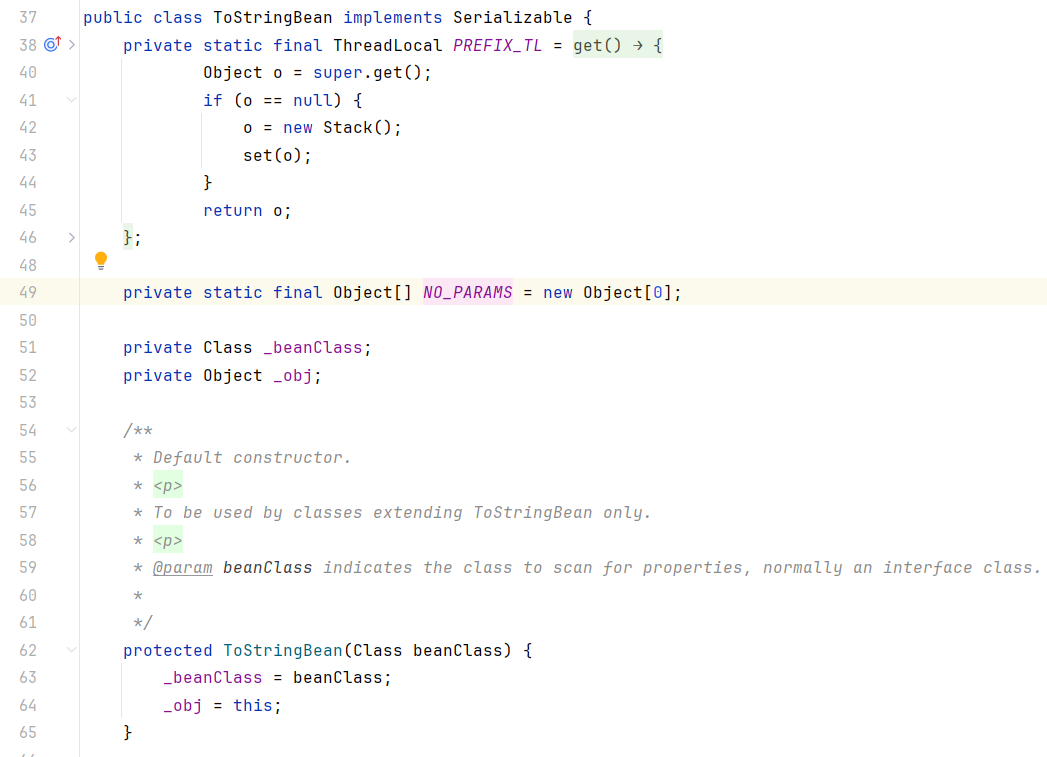 37 public class ToStringBean implements Serializable {
38     private static final ThreadLocal PREFIX_TL = get() → {
40             Object o = super.get();
41             if (o == null) {
42                 o = new Stack();
43                 set(o);
44             }
45             return o;
46     };
48
49     private static final Object[] NO_PARAMS = new Object[0];
50
51     private Class _beanClass;
52     private Object _obj;
53
54     /**
55      * Default constructor.
56      * <p>
57      * To be used by classes extending ToStringBean only.
58      * <p>
59      * @param beanClass indicates the class to scan for properties, normally an interface class.
60      *
61      */
62     protected ToStringBean(Class beanClass) {
63         _beanClass = beanClass;
64         _obj = this;
65     }